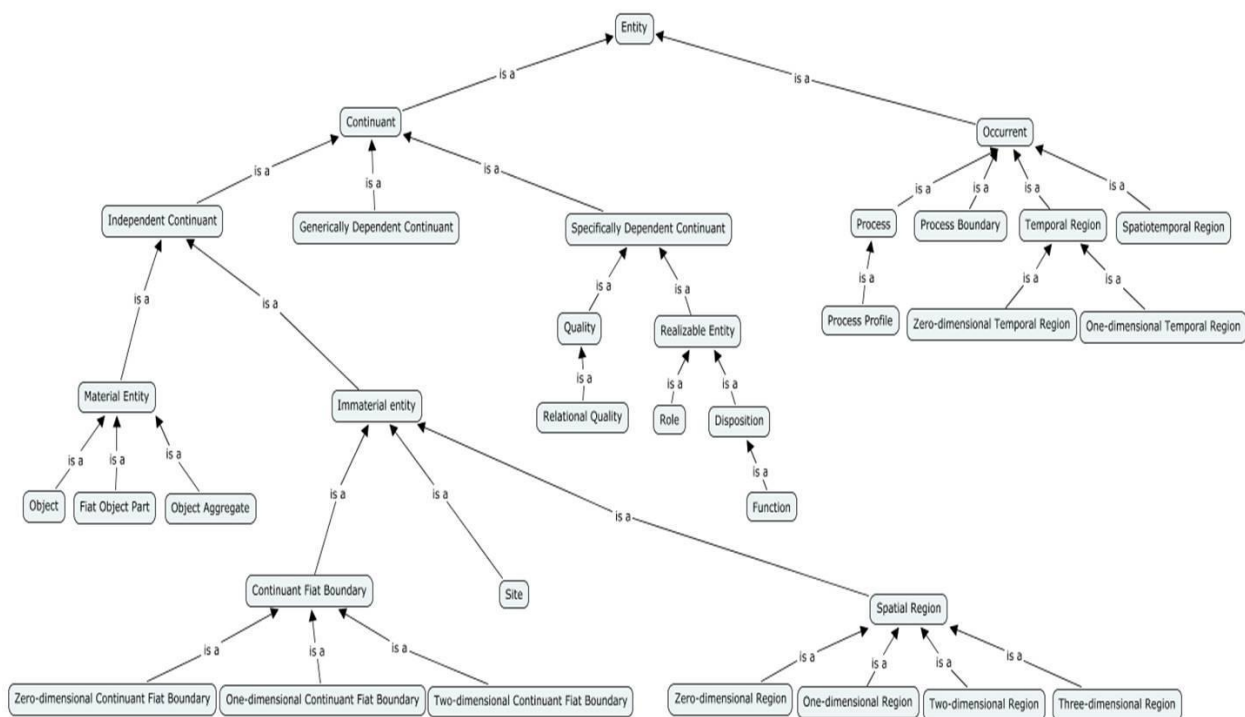 Entity
is a
is a
Continuant
Occurrent
is a
is a
is a
is a
is a
is a
is a
Independent Continuant
Generically Dependent Continuant
Specifically Dependent Continuant
Process
Process Boundary
Temporal Region
Spatiotemporal Region
is a
is a
is a
is a
is a
is a
is a
Process Profile
Zero-dimensional Temporal Region
One-dimensional Temporal Region
Quality
Realizable Entity
is a
is a
is a
Material Entity
Immaterial entity
Relational Quality
Role
Disposition
is a
is a
is a
is a
Object
Fiat Object Part
Object Aggregate
Function
is a
is a
is a
Continuant Fiat Boundary
Site
Spatial Region
is a
is a
is a
is a
is a
is a
is a
Zero-dimensional Continuant Fiat Boundary
One-dimensional Continuant Fiat Boundary
Two-dimensional Continuant Fiat Boundary
Zero-dimensional Region
One-dimensional Region
Two-dimensional Region
Three-dimensional Region